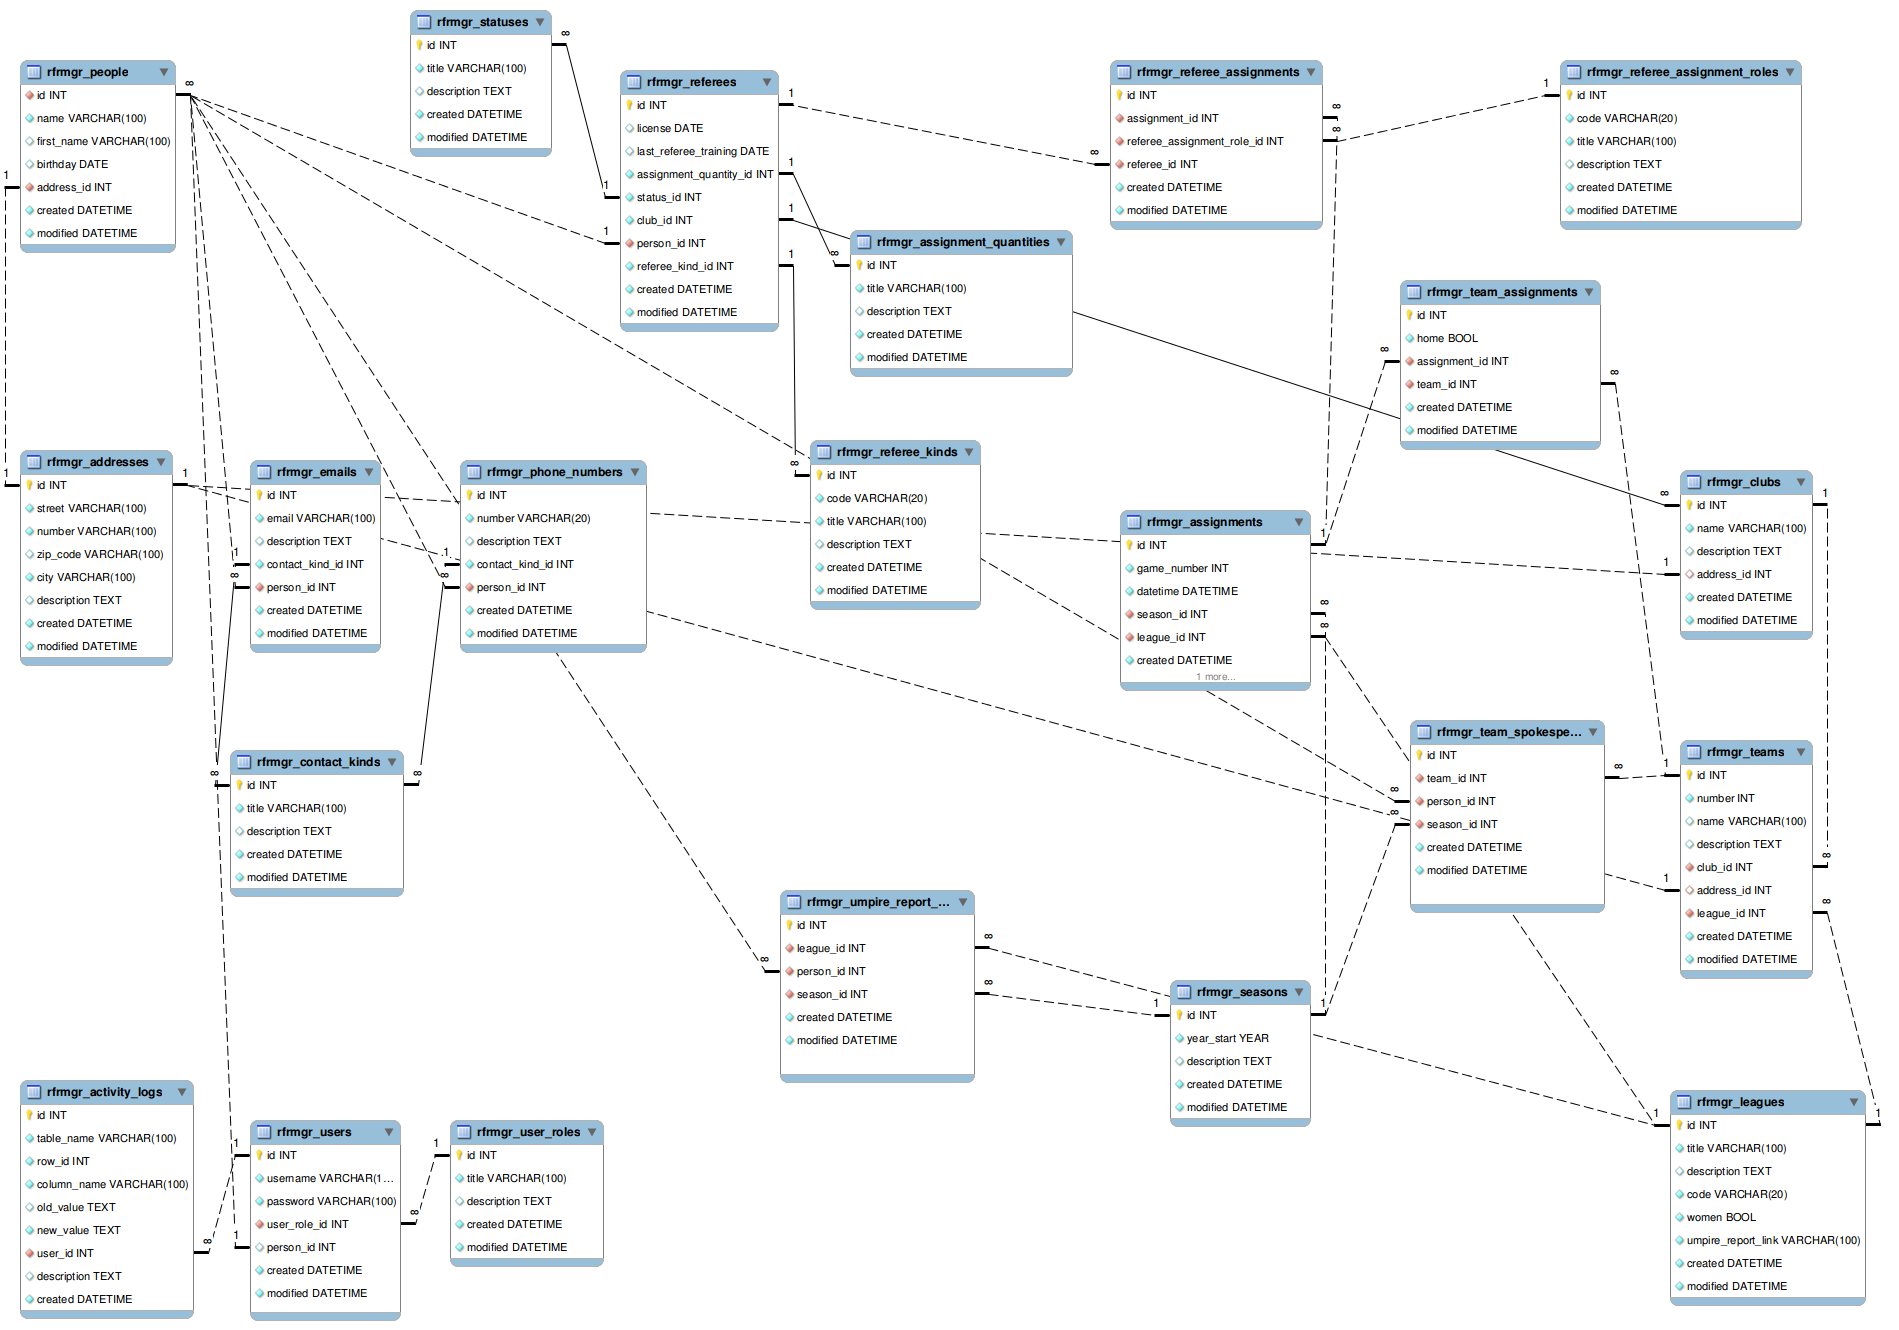 rfrmgr_people
id INT
name VARCHAR(100)
first_name VARCHAR(100)
birthday DATE
address_id INT
created DATETIME
modified DATETIME
rfrmgr_statuses
id INT
title VARCHAR(100)
description TEXT
created DATETIME
modified DATETIME
rfrmgr_referees
id INT
license DATE
last_referee_training DATE
assignment_quantity_id INT
status_id INT
club_id INT
person_id INT
referee_kind_id INT
created DATETIME
modified DATETIME
rfrmgr_assignment_quantities
id INT
title VARCHAR(100)
description TEXT
created DATETIME
modified DATETIME
rfrmgr_referee_assignments
id INT
assignment_id INT
referee_assignment_role_id INT
referee_id INT
created DATETIME
modified DATETIME
rfrmgr_referee_assignment_roles
id INT
code VARCHAR(20)
title VARCHAR(100)
description TEXT
created DATETIME
modified DATETIME
rfrmgr_team_assignments
id INT
home BOOL
assignment_id INT
team_id INT
created DATETIME
modified DATETIME
rfrmgr_addresses
id INT
street VARCHAR(100)
number VARCHAR(100)
zip_code VARCHAR(100)
city VARCHAR(100)
description TEXT
created DATETIME
modified DATETIME
rfrmgr_emails
id INT
email VARCHAR(100)
description TEXT
contact_kind_id INT
person_id INT
created DATETIME
modified DATETIME
rfrmgr_phone_numbers
id INT
number VARCHAR(20)
description TEXT
contact_kind_id INT
person_id INT
created DATETIME
modified DATETIME
rfrmgr_referee_kinds
id INT
code VARCHAR(20)
title VARCHAR(100)
description TEXT
created DATETIME
modified DATETIME
rfrmgr_assignments
id INT
game_number INT
datetime DATETIME
season_id INT
league_id INT
created DATETIME
1 more...
rfrmgr_clubs
id INT
name VARCHAR(100)
description TEXT
address_id INT
created DATETIME
modified DATETIME
rfrmgr_contact_kinds
id INT
title VARCHAR(100)
description TEXT
created DATETIME
modified DATETIME
rfrmgr_team_spokespe...
id INT
team_id INT
person_id INT
season_id INT
created DATETIME
modified DATETIME
rfrmgr_teams
id INT
number INT
name VARCHAR(100)
description TEXT
club_id INT
address_id INT
league_id INT
created DATETIME
modified DATETIME
rfrmgr_umpire_report_...
id INT
league_id INT
person_id INT
season_id INT
created DATETIME
modified DATETIME
rfrmgr_seasons
id INT
year_start YEAR
description TEXT
created DATETIME
modified DATETIME
rfrmgr_activity_logs
id INT
table_name VARCHAR(100)
row_id INT
column_name VARCHAR(100)
old_value TEXT
new_value TEXT
user_id INT
description TEXT
created DATETIME
rfrmgr_users
id INT
username VARCHAR(1...
password VARCHAR(100)
user_role_id INT
person_id INT
created DATETIME
modified DATETIME
rfrmgr_user_roles
id INT
title VARCHAR(100)
description TEXT
created DATETIME
modified DATETIME
rfrmgr_leagues
id INT
title VARCHAR(100)
description TEXT
code VARCHAR(20)
women BOOL
umpire_report_link VARCHAR(100)
created DATETIME
modified DATETIME